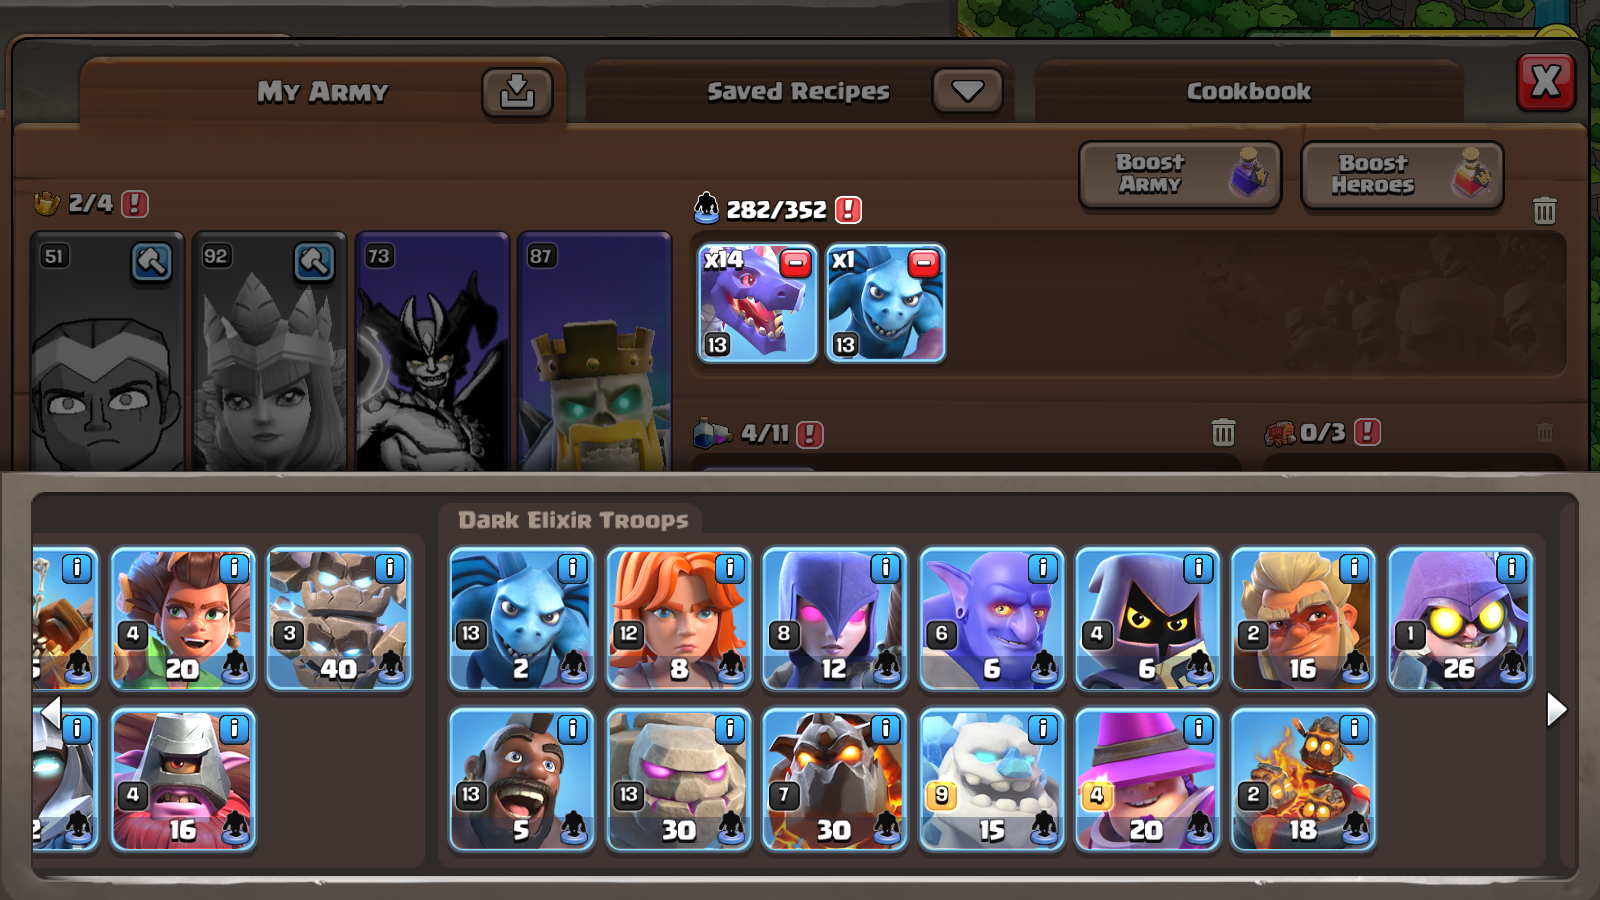 My Army
Saved Recipes
Cookbook
X
Boost Army
Boost Heroes
2/4 !
282/352 !
51
92
73
87
x14
13
x1
13
4/11 !
0/3 !
Dark Elixir Troops
i
4 i 20
3 i 40
13 i 2
12 i 8
8 i 12
6 i 6
4 i 6
2 i 16
1 i 26
i
4 i 16
13 i 5
13 i 30
7 i 30
9 i 15
4 i 20
2 i 18